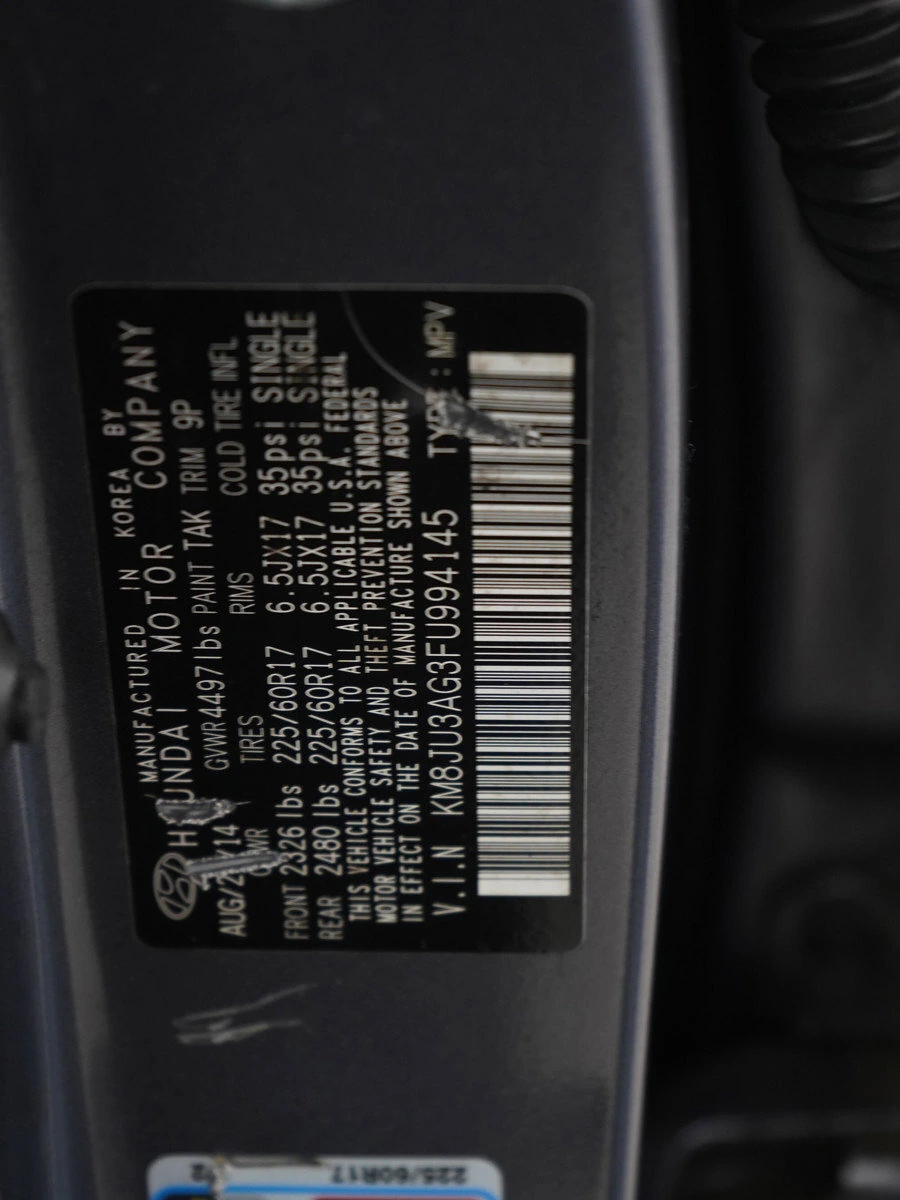 MANUFACTURED IN KOREA BY
HYUNDAI MOTOR COMPANY
GVWR4497lbs PAINT TAK TRIM 9P
TIRES RIMS COLD TIRE INFL
FRONT 2326 lbs 225/60R17 6.5JX17 35psi SINGLE
REAR 2480 lbs 225/60R17 6.5JX17 35psi SINGLE
THIS VEHICLE CONFORMS TO ALL APPLICABLE U.S.A. FEDERAL
MOTOR VEHICLE SAFETY AND THEFT PREVENTION STANDARDS
IN EFFECT ON THE DATE OF MANUFACTURE SHOWN ABOVE
V.I.N KM8JU3AG3FU994145 TYPE : MPV
225/60R17